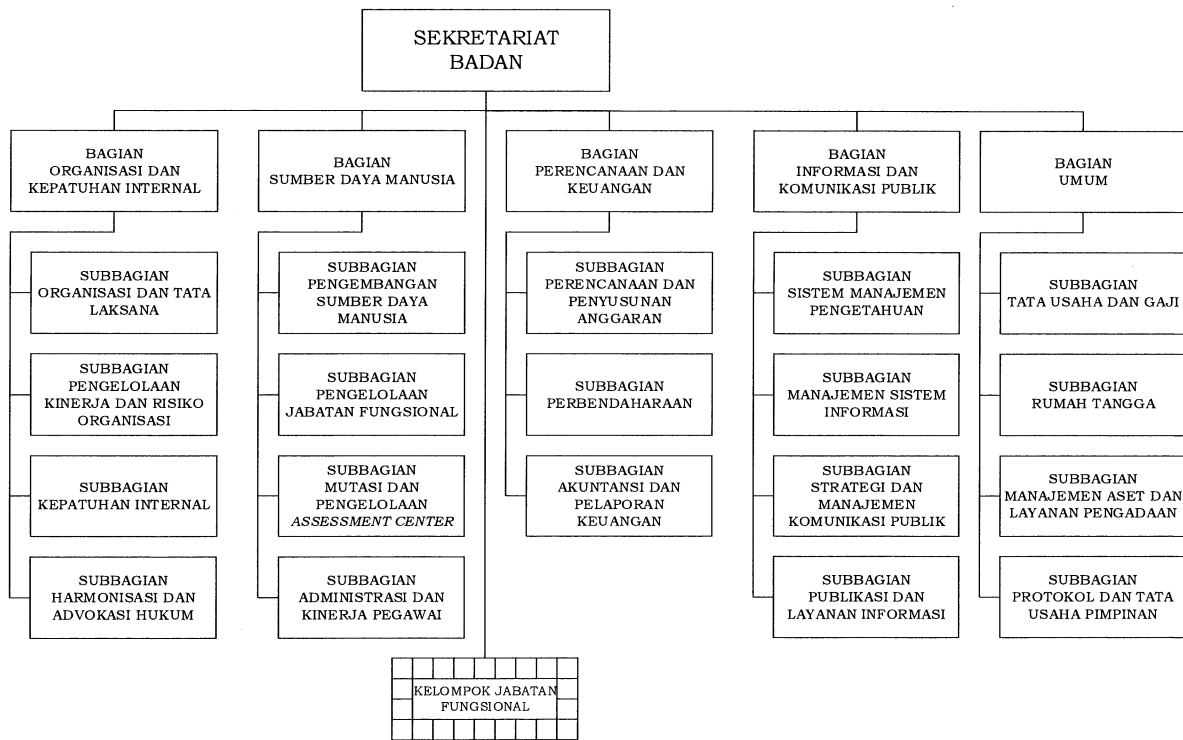 SEKRETARIAT
BADAN
BAGIAN
ORGANISASI DAN
KEPATUHAN INTERNAL
BAGIAN
SUMBER DAYA MANUSIA
BAGIAN
PERENCANAAN DAN
KEUANGAN
BAGIAN
INFORMASI DAN
KOMUNIKASI PUBLIK
BAGIAN
UMUM
SUBBAGIAN
ORGANISASI DAN TATA
LAKSANA
SUBBAGIAN
PENGEMBANGAN
SUMBER DAYA
MANUSIA
SUBBAGIAN
PERENCANAAN DAN
PENYUSUNAN
ANGGARAN
SUBBAGIAN
SISTEM MANAJEMEN
PENGETAHUAN
SUBBAGIAN
TATA USAHA DAN GAJI
SUBBAGIAN
PENGELOLAAN
KINERJA DAN RISIKO
ORGANISASI
SUBBAGIAN
PENGELOLAAN
JABATAN FUNGSIONAL
SUBBAGIAN
PERBENDAHARAAN
SUBBAGIAN
MANAJEMEN SISTEM
INFORMASI
SUBBAGIAN
RUMAH TANGGA
SUBBAGIAN
KEPATUHAN INTERNAL
SUBBAGIAN
MUTASI DAN
PENGELOLAAN
ASSESSMENT CENTER
SUBBAGIAN
AKUNTANSI DAN
PELAPORAN
KEUANGAN
SUBBAGIAN
STRATEGI DAN
MANAJEMEN
KOMUNIKASI PUBLIK
SUBBAGIAN
MANAJEMEN ASET DAN
LAYANAN PENGADAAN
SUBBAGIAN
HARMONISASI DAN
ADVOKASI HUKUM
SUBBAGIAN
ADMINISTRASI DAN
KINERJA PEGAWAI
SUBBAGIAN
PUBLIKASI DAN
LAYANAN INFORMASI
SUBBAGIAN
PROTOKOL DAN TATA
USAHA PIMPINAN
KELOMPOK JABATAN
FUNGSIONAL